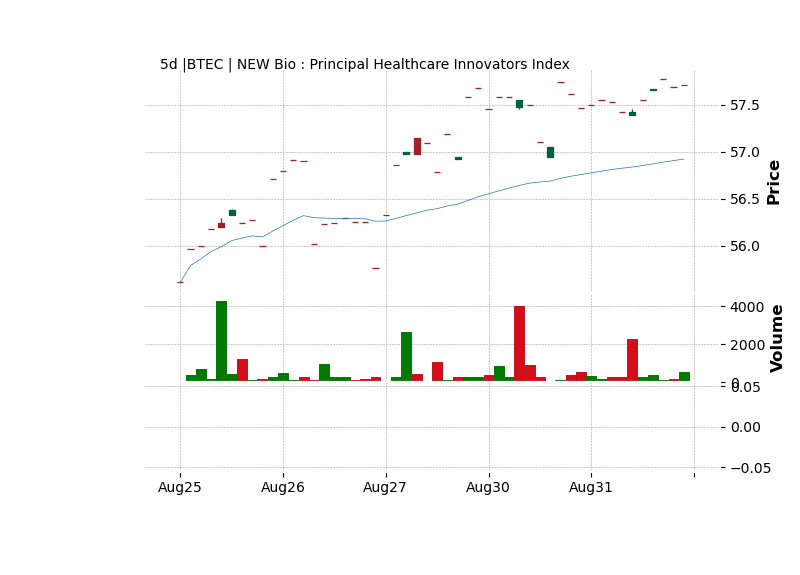 5d |BTEC | NEW Bio : Principal Healthcare Innovators Index
57.5
57.0
56.5
56.0
Price
4000
2000
0
Volume
0.05
0.00
−0.05
Aug25 Aug26 Aug27 Aug30 Aug31